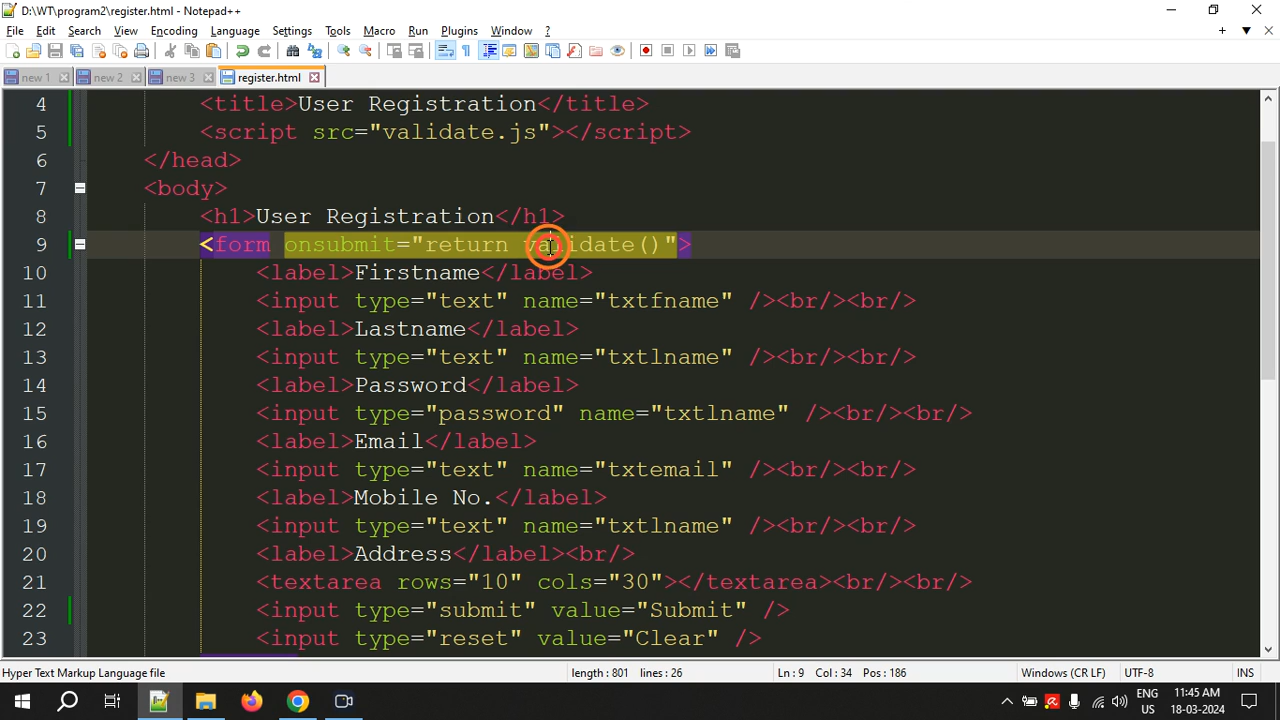 D:\WT\program2\register.html - Notepad++
File Edit Search View Encoding Language Settings Tools Macro Run Plugins Window ?
new 1 new 2 new 3 register.html
4 <title>User Registration</title>
5 <script src="validate.js"></script>
6 </head>
7 <body>
8 <h1>User Registration</h1>
9 <form onsubmit="return validate()">
10 <label>Firstname</label>
11 <input type="text" name="txtfname" /><br/><br/>
12 <label>Lastname</label>
13 <input type="text" name="txtlname" /><br/><br/>
14 <label>Password</label>
15 <input type="password" name="txtlname" /><br/><br/>
16 <label>Email</label>
17 <input type="text" name="txtemail" /><br/><br/>
18 <label>Mobile No.</label>
19 <input type="text" name="txtlname" /><br/><br/>
20 <label>Address</label><br/>
21 <textarea rows="10" cols="30"></textarea><br/><br/>
22 <input type="submit" value="Submit" />
23 <input type="reset" value="Clear" />
Hyper Text Markup Language file length : 801 lines : 26 Ln : 9 Col : 34 Pos : 186 Windows (CR LF) UTF-8 INS
ENG 11:45 AM
US 18-03-2024